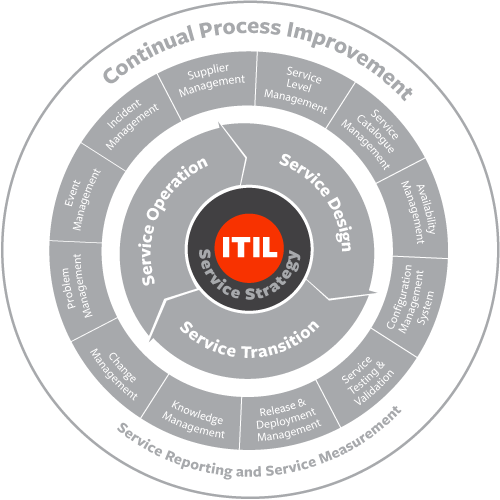 Continual Process Improvement
Supplier
Management
Service
Level
Management
Service
Catalogue
Management
Availability
Management
Configuration
Management
System
Service
Testing &
Validation
Release &
Deployment
Management
Knowledge
Management
Change
Management
Problem
Management
Event
Management
Incident
Management
Service Operation
Service Design
Service Transition
ITIL
Service Strategy
Service Reporting and Service Measurement